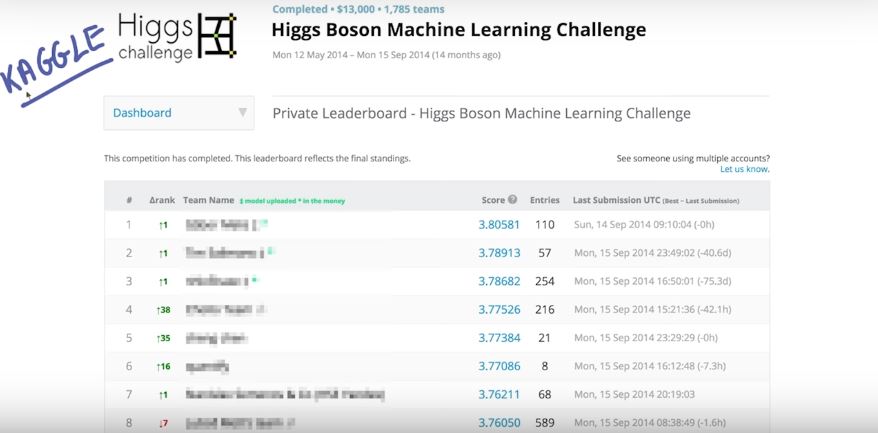 KAGGLE
Higgs
challenge
Completed • $13,000 • 1,785 teams
Higgs Boson Machine Learning Challenge
Mon 12 May 2014 – Mon 15 Sep 2014 (14 months ago)
Dashboard
Private Leaderboard - Higgs Boson Machine Learning Challenge
This competition has completed. This leaderboard reflects the final standings.
See someone using multiple accounts?
Let us know.
# Δrank Team Name ‡ model uploaded * in the money Score Entries Last Submission UTC (Best − Last Submission)
1 ↑1 3.80581 110 Sun, 14 Sep 2014 09:10:04 (-0h)
2 ↑1 3.78913 57 Mon, 15 Sep 2014 23:49:02 (-40.6d)
3 ↑1 3.78682 254 Mon, 15 Sep 2014 16:50:01 (-75.3d)
4 ↑38 3.77526 216 Mon, 15 Sep 2014 15:21:36 (-42.1h)
5 ↑35 3.77384 21 Mon, 15 Sep 2014 23:29:29 (-0h)
6 ↑16 3.77086 8 Mon, 15 Sep 2014 16:12:48 (-7.3h)
7 ↑1 3.76211 68 Mon, 15 Sep 2014 20:19:03
8 ↓7 3.76050 589 Mon, 15 Sep 2014 08:38:49 (-1.6h)